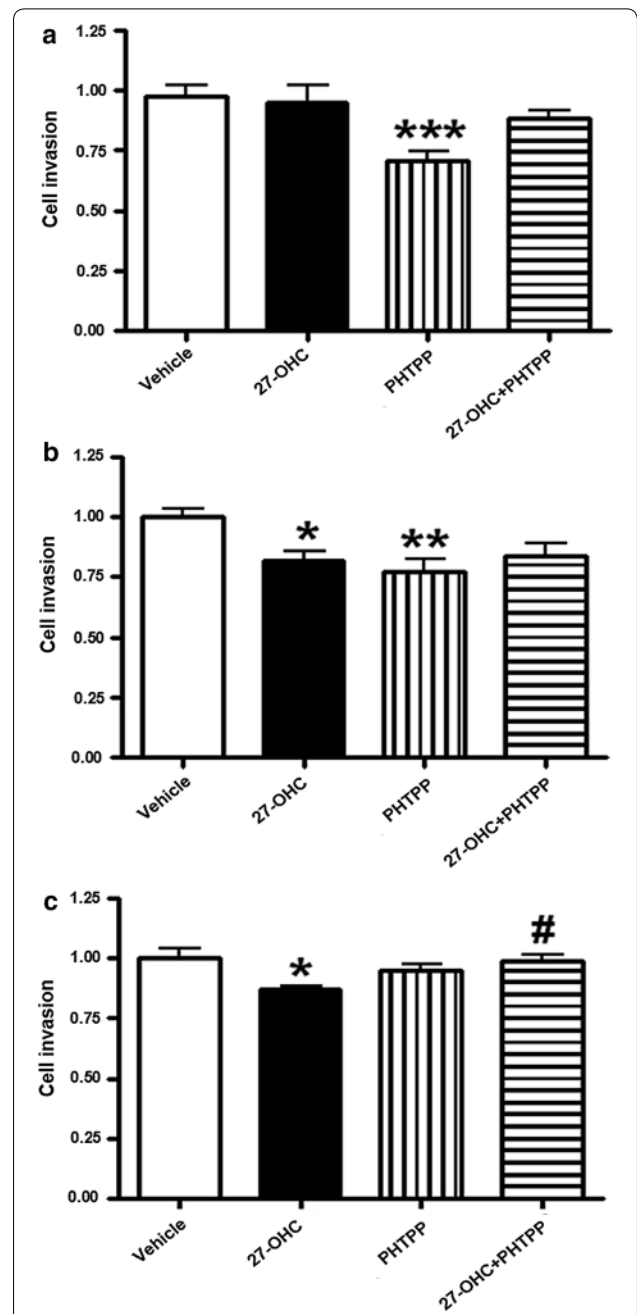 a
1.25
1.00
0.75
0.50
0.25
0.00
Cell invasion
***
Vehicle
27-OHC
PHTPP
27-OHC+PHTPP
b
1.25
1.00
0.75
0.50
0.25
0.00
Cell invasion
*
**
Vehicle
27-OHC
PHTPP
27-OHC+PHTPP
c
1.25
1.00
0.75
0.50
0.25
0.00
Cell invasion
*
#
Vehicle
27-OHC
PHTPP
27-OHC+PHTPP